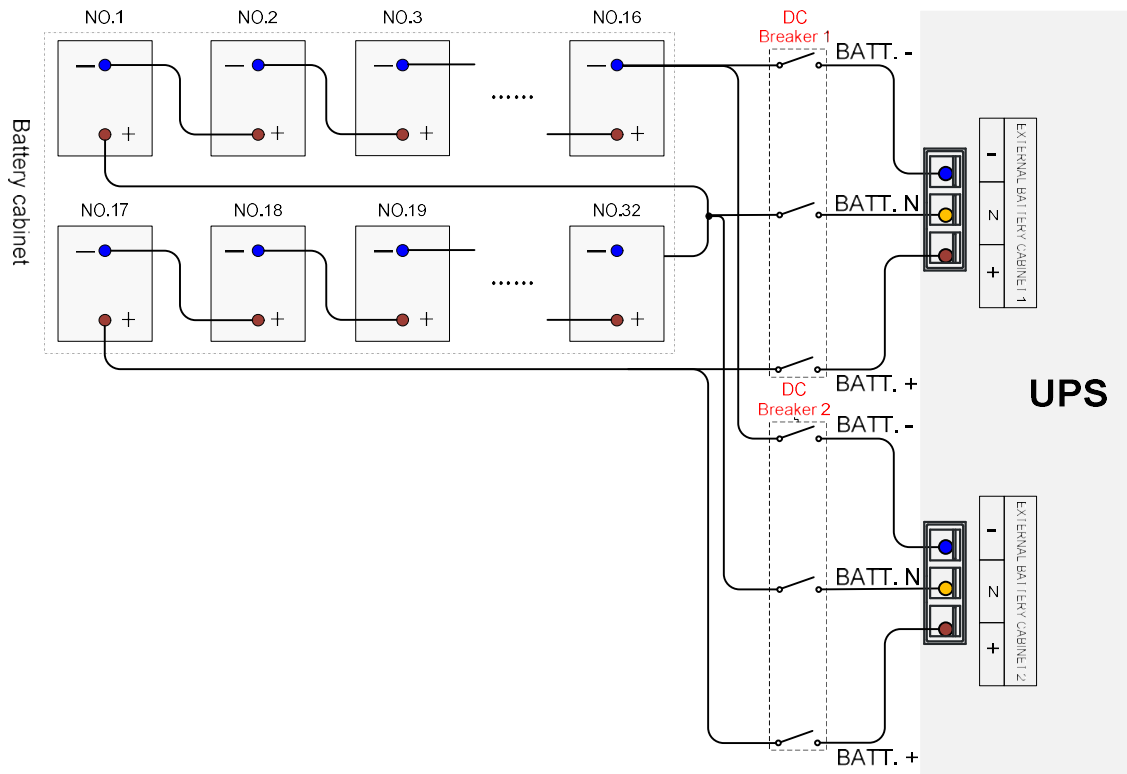 NO.1
NO.2
NO.3
NO.16
DC
Breaker 1
BATT. -
— + — + — + ...... — +
Battery cabinet
- N +
EXTERNAL BATTERY CABINET 1
BATT. N
NO.17
NO.18
NO.19
NO.32
— + — + — + ...... — +
BATT. +
UPS
DC
Breaker 2
BATT. -
- N +
EXTERNAL BATTERY CABINET 2
BATT. N
BATT. +